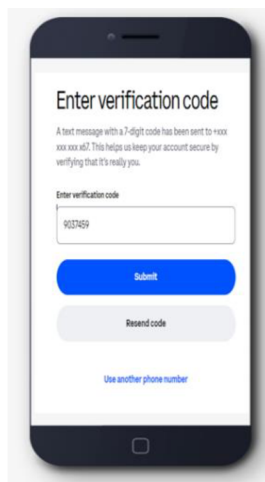 Enter verification code
A text message with a 7-digit code has been sent to +xxx
xxx xxx x67. This helps us keep your account secure by
verifying that it's really you.
Enter verification code
9037459
Submit
Resend code
Use another phone number